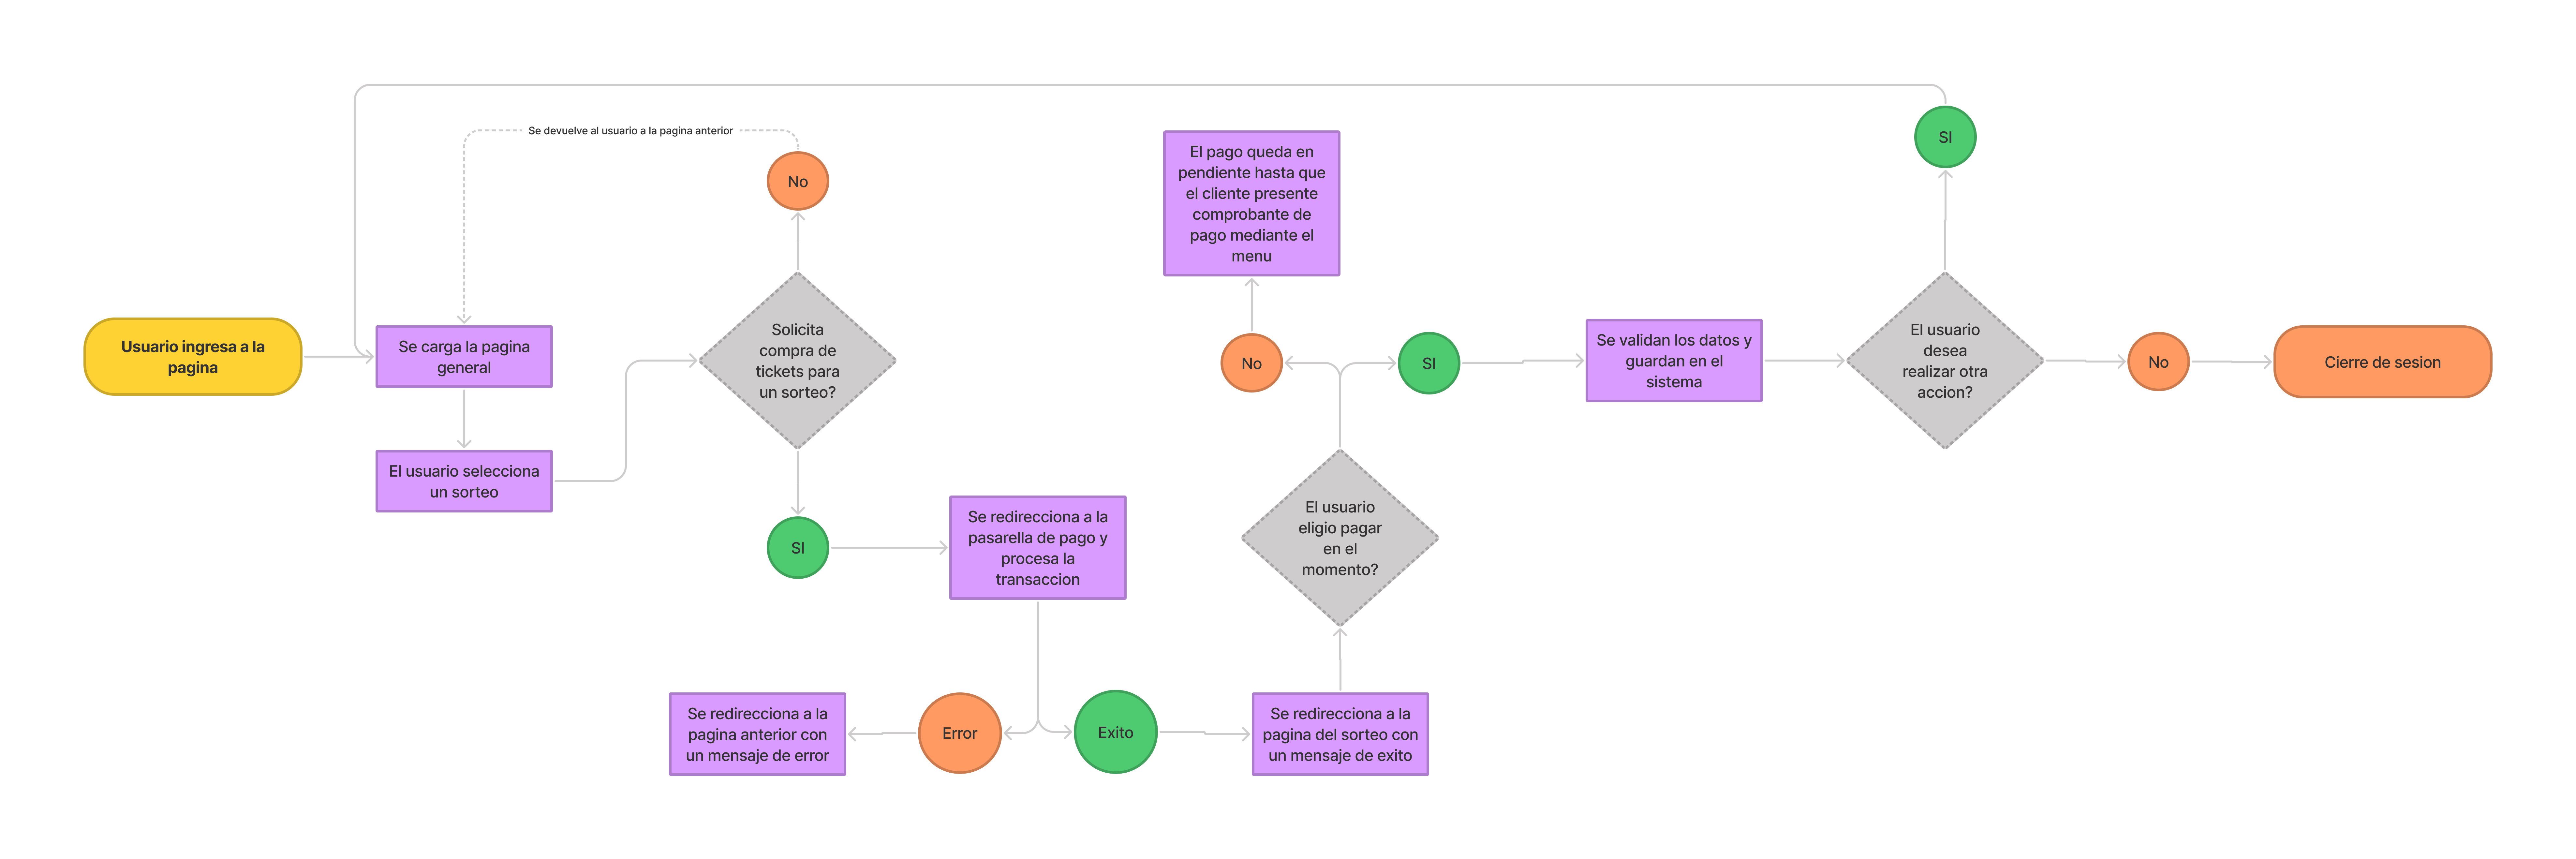 Usuario ingresa a la
pagina
Se carga la pagina
general
El usuario selecciona
un sorteo
Se devuelve al usuario a la pagina anterior
No
Solicita
compra de
tickets para
un sorteo?
SI
Se redirecciona a la
pasarella de pago y
procesa la
transaccion
Error
Se redirecciona a la
pagina anterior con
un mensaje de error
Exito
Se redirecciona a la
pagina del sorteo con
un mensaje de exito
El usuario
eligio pagar
en el
momento?
No
El pago queda en
pendiente hasta que
el cliente presente
comprobante de
pago mediante el
menu
SI
Se validan los datos y
guardan en el
sistema
El usuario
desea
realizar otra
accion?
SI
No
Cierre de sesion